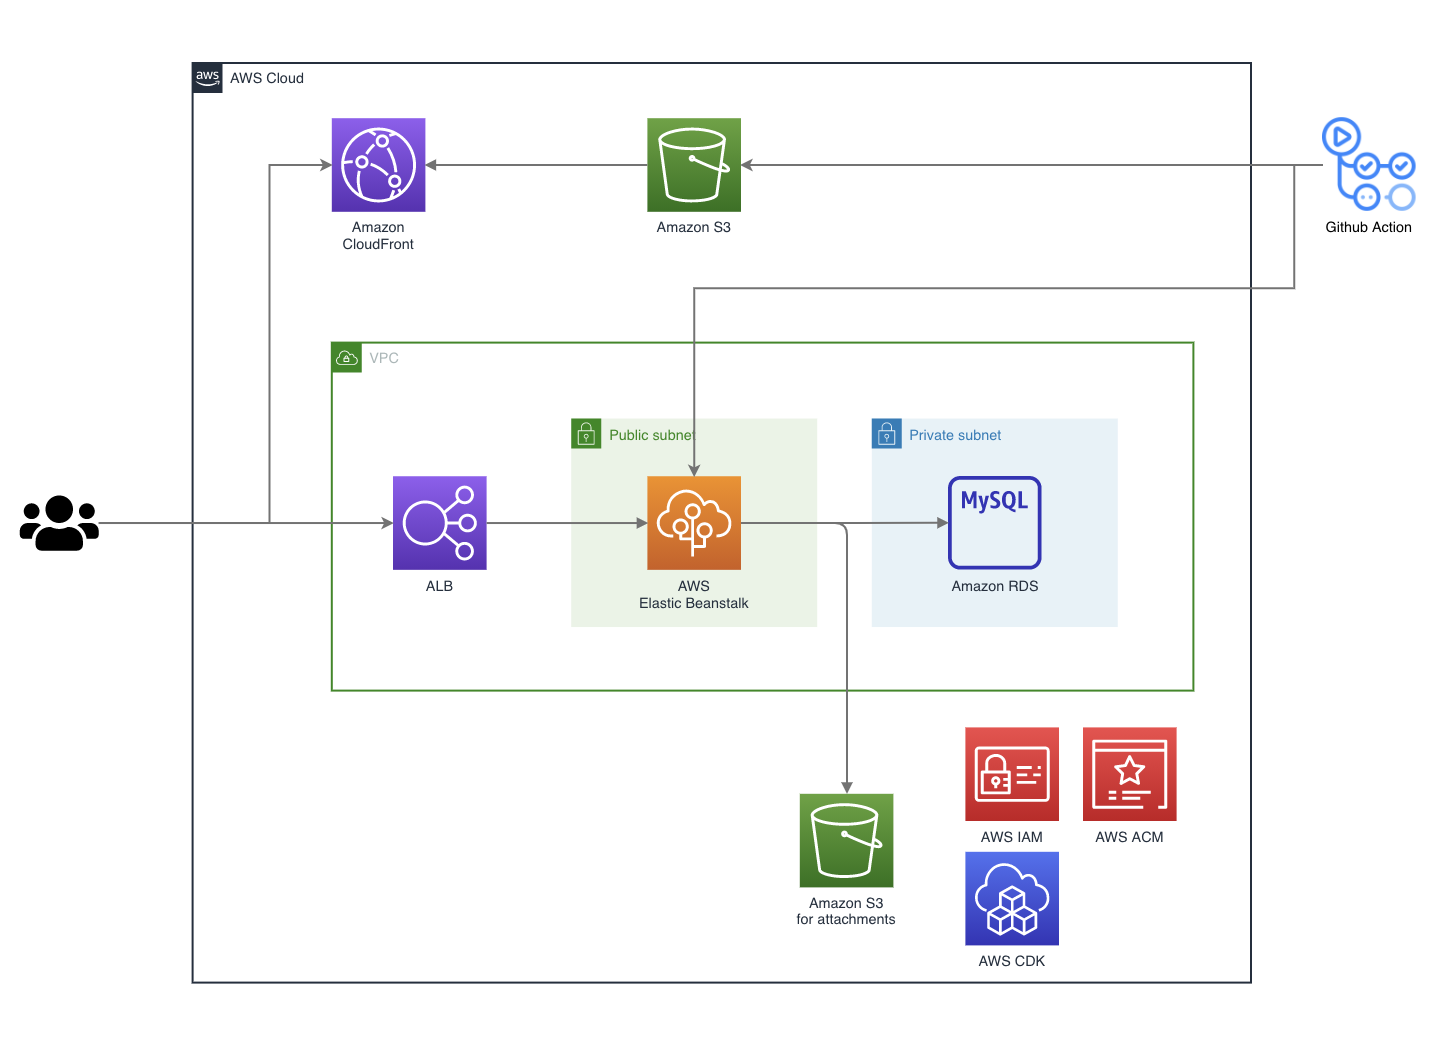 aws
AWS Cloud
Amazon
CloudFront
Amazon S3
Github Action
VPC
Public subnet
Private subnet
MySQL
ALB
AWS
Elastic Beanstalk
Amazon RDS
AWS IAM
AWS ACM
Amazon S3
for attachments
AWS CDK